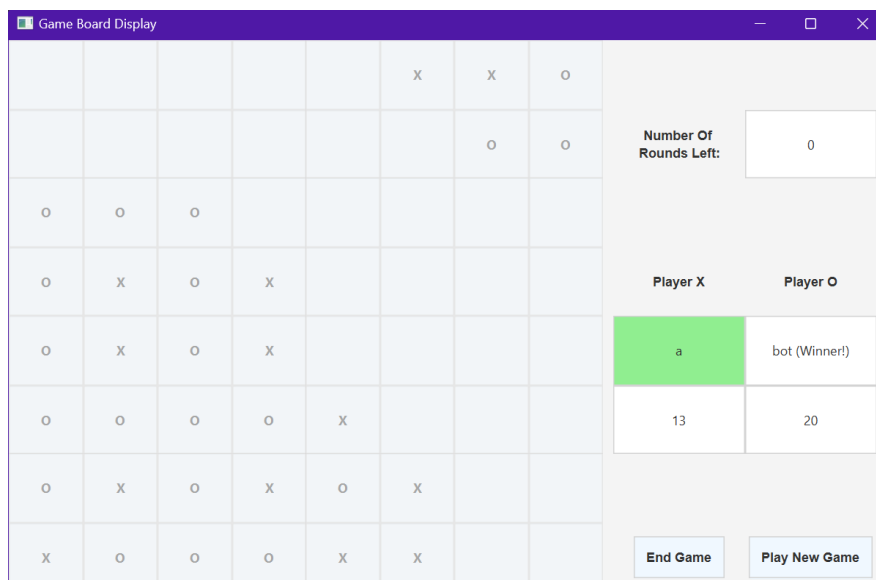 Game Board Display
X X O
O O
Number Of
Rounds Left:
0
O O O
O X O X
Player X Player O
O X O X
a bot (Winner!)
O O O O X
13 20
O X O X O X
X O O O X X
End Game Play New Game